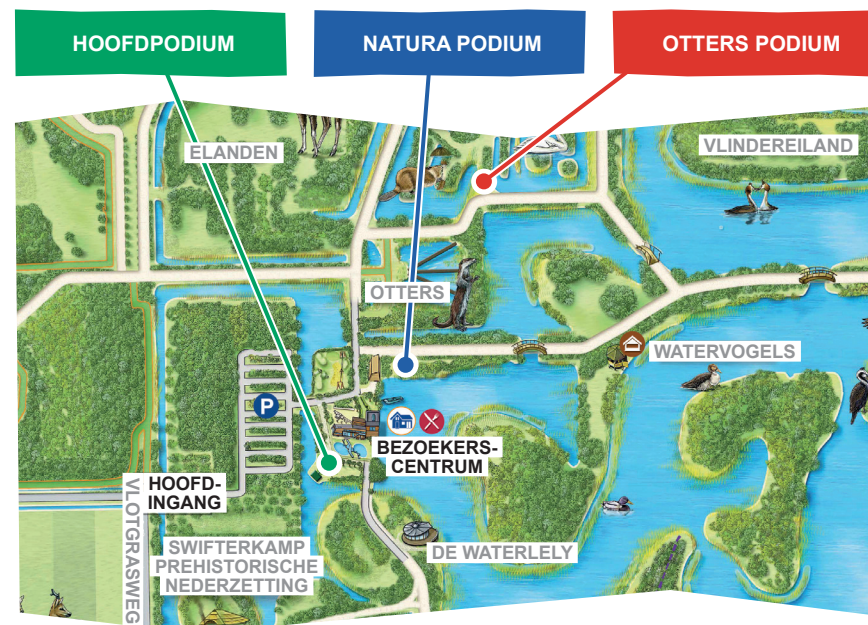 HOOFDPODIUM
NATURA PODIUM
OTTERS PODIUM
ELANDEN
VLINDEREILAND
OTTERS
WATERVOGELS
P
BEZOEKERS-
CENTRUM
HOOFD-
INGANG
VLOTGRASWEG
SWIFTERKAMP
PREHISTORISCHE
NEDERZETTING
DE WATERLELY